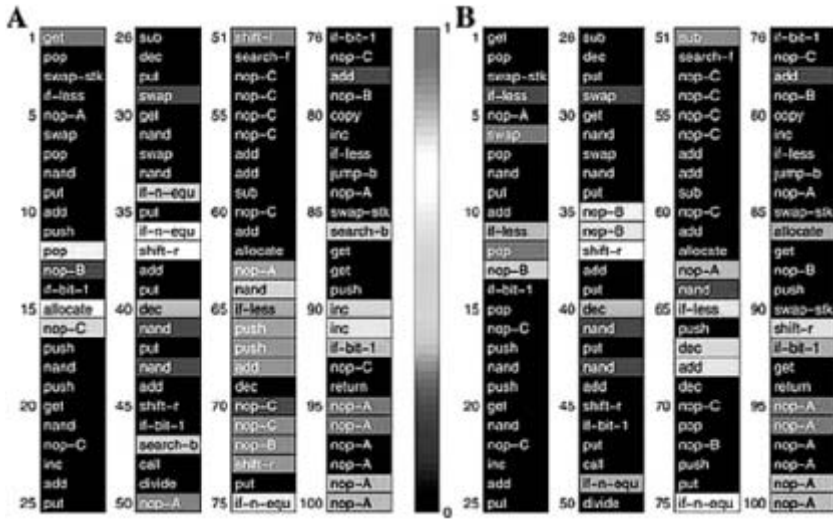 A
1 get
pop
swap-stk
if-less
5 nop-A
swap
pop
nand
put
10 add
push
pop
nop-B
if-bit-1
15 allocate
nop-C
push
nand
push
20 get
nand
nop-C
inc
add
25 put
26 sub
dec
put
swap
30 get
nand
swap
nand
if-n-equ
35 put
if-n-equ
shift-r
add
put
40 dec
nand
put
nand
add
45 shift-r
if-bit-1
search-b
call
divide
50 nop-A
51 shift-l
search-f
nop-C
nop-C
55 nop-C
nop-C
add
add
sub
60 nop-C
add
allocate
nop-A
nand
65 if-less
push
push
add
dec
70 nop-C
nop-C
nop-B
shift-r
put
75 if-n-equ
76 if-bit-1
nop-C
add
nop-B
80 copy
inc
if-less
jump-b
nop-A
85 swap-stk
search-b
get
get
push
90 inc
inc
if-bit-1
nop-C
return
95 nop-A
nop-A
nop-A
nop-A
nop-A
100 nop-A
1
0
B
1 get
pop
swap-stk
if-less
5 nop-A
swap
pop
nand
put
10 add
if-less
pop
nop-B
if-bit-1
15 pop
nop-C
push
nand
push
20 get
nand
nop-C
inc
add
25 put
26 sub
dec
put
swap
30 get
nand
swap
nand
put
35 nop-B
nop-B
shift-r
add
put
40 dec
nand
put
nand
add
45 shift-r
if-bit-1
put
call
if-n-equ
50 divide
51 sub
search-f
nop-C
nop-C
55 nop-C
nop-C
add
add
sub
60 nop-C
add
allocate
nop-A
nand
65 if-less
push
dec
add
dec
70 nop-C
pop
nop-B
push
put
75 if-n-equ
76 if-bit-1
nop-C
add
nop-B
80 copy
inc
if-less
jump-b
nop-A
85 swap-stk
allocate
get
nop-B
push
90 swap-stk
shift-r
if-bit-1
get
return
95 nop-A
nop-A
nop-A
nop-A
nop-A
100 nop-A